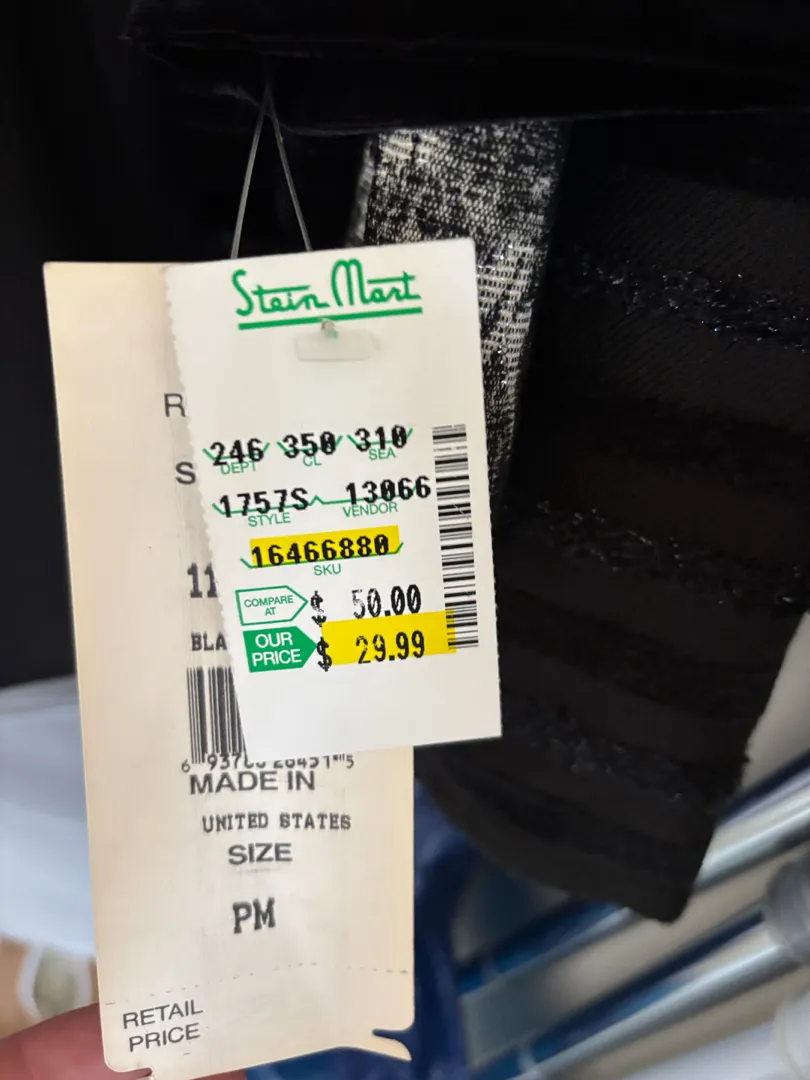 Stein Mart
246 350 310
DEPT CL SEA
1757S 13066
STYLE VENDOR
16466880
SKU
COMPARE AT $ 50.00
OUR PRICE $ 29.99
MADE IN
UNITED STATES
SIZE
PM
RETAIL
PRICE